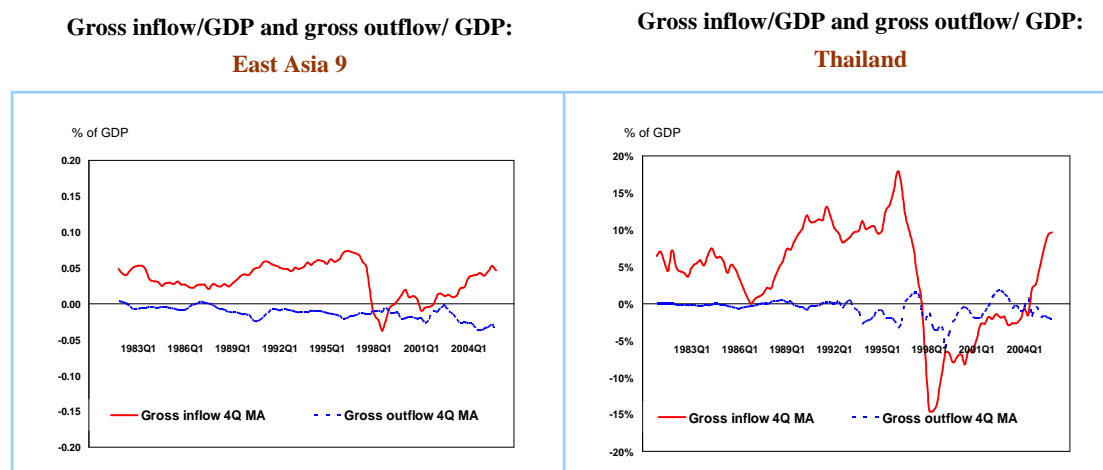 Gross inflow/GDP and gross outflow/ GDP:
East Asia 9
% of GDP
0.20
0.15
0.10
0.05
0.00
-0.05
-0.10
-0.15
-0.20
1983Q1 1986Q1 1989Q1 1992Q1 1995Q1 1998Q1 2001Q1 2004Q1
Gross inflow 4Q MA Gross outflow 4Q MA
Gross inflow/GDP and gross outflow/ GDP:
Thailand
% of GDP
20%
15%
10%
5%
0%
-5%
-10%
-15%
-20%
1983Q1 1986Q1 1989Q1 1992Q1 1995Q1 1998Q1 2001Q1 2004Q1
Gross inflow 4Q MA Gross outflow 4Q MA